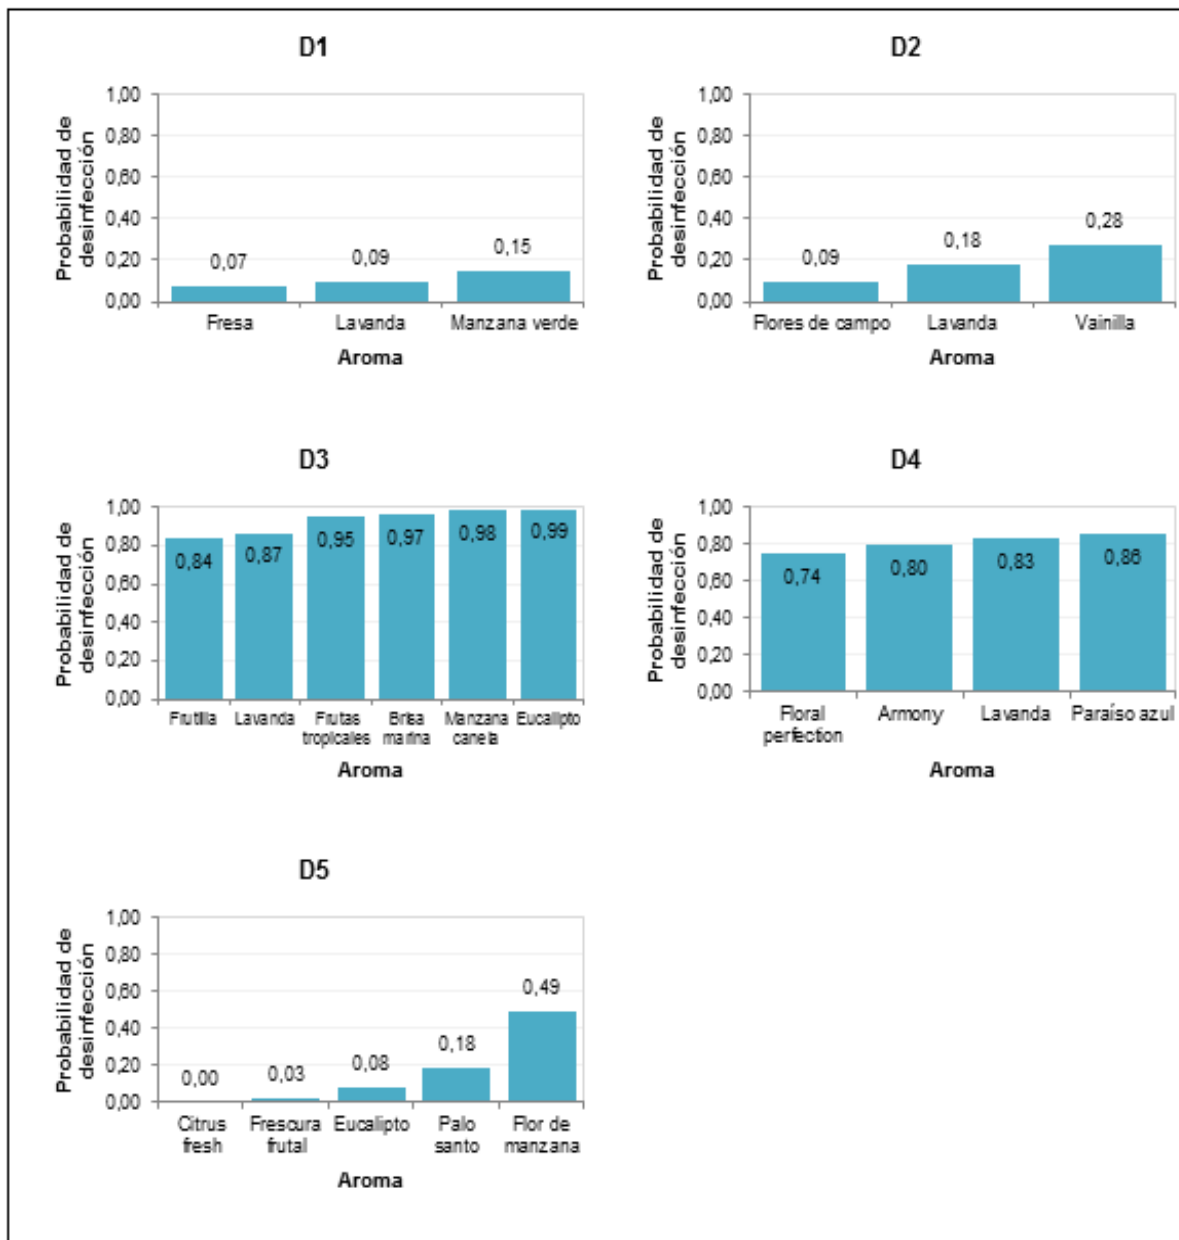 D1
Probabilidad de
desinfección
1,00
0,80
0,60
0,40
0,20
0,00
0,07
0,09
0,15
Fresa
Lavanda
Manzana verde
Aroma
D2
Probabilidad de
desinfección
1,00
0,80
0,60
0,40
0,20
0,00
0,09
0,18
0,28
Flores de campo
Lavanda
Vainilla
Aroma
D3
Probabilidad de
desinfección
1,00
0,80
0,60
0,40
0,20
0,00
0,84
0,87
0,95
0,97
0,98
0,99
Frutilla
Lavanda
Frutas
tropicales
Brisa
marina
Manzana
canela
Eucalipto
Aroma
D4
Probabilidad de
desinfección
1,00
0,80
0,60
0,40
0,20
0,00
0,74
0,80
0,83
0,86
Floral
perfection
Armony
Lavanda
Paraíso azul
Aroma
D5
Probabilidad de
desinfección
1,00
0,80
0,60
0,40
0,20
0,00
0,00
0,03
0,08
0,18
0,49
Citrus
fresh
Frescura
frutal
Eucalipto
Palo
santo
Flor de
manzana
Aroma